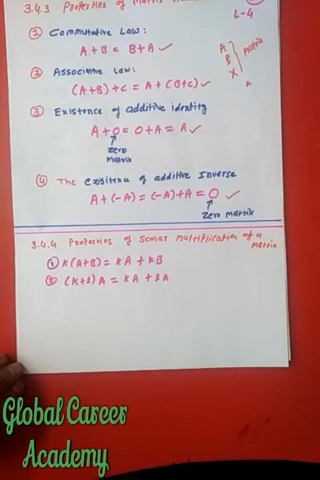 3.4.3 Properties of Matrix
L-4
① Commutative Law:
A+B = B+A ✓
② Associtive Law:
(A+B)+C = A+(B+C) ✓
A
B
X
Matrix
A
③ Existence of additive identity
A+O = O+A = A ✓
↑
Zero
Matrix
④ The exisitena of additive Inverse
A+(-A) = (-A)+A = O ✓
↑
Zero Matrix
3.4.4 Properties of Scalar Multiplication of a
Matrix
① K(A+B) = KA + KB
② (K+l)A = KA + lA
Global Career
Academy